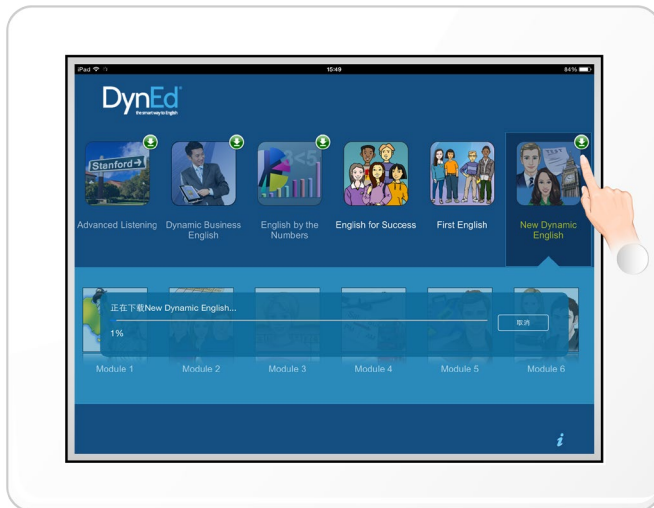 iPad
15:49
84%
DynEd
the smart way to English
Stanford
Advanced Listening
Dynamic Business
English
English by the
Numbers
English for Success
First English
New Dynamic
English
正在下载New Dynamic English...
取消
1%
Module 1
Module 2
Module 3
Module 4
Module 5
Module 6
i